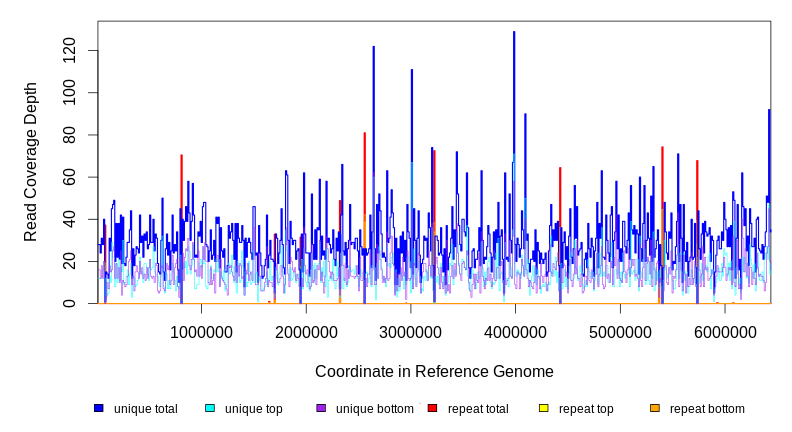 Read Coverage Depth
120
100
80
60
40
20
0
1000000 2000000 3000000 4000000 5000000 6000000
Coordinate in Reference Genome
unique total unique top unique bottom repeat total repeat top repeat bottom